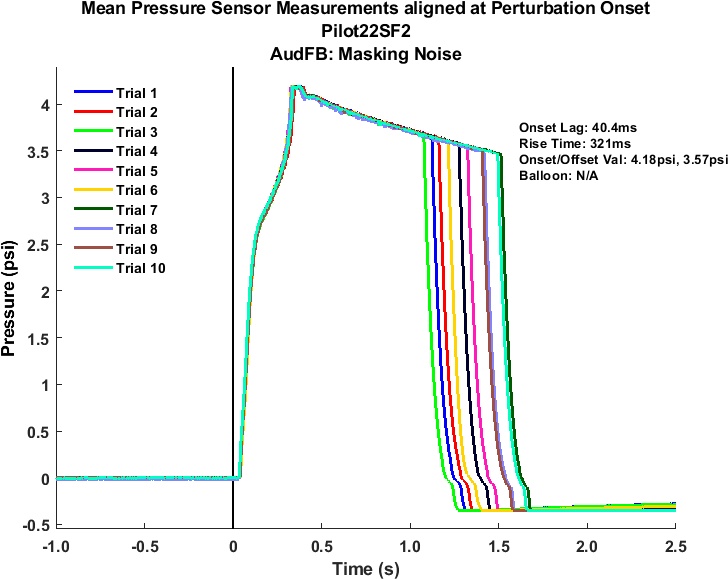 Mean Pressure Sensor Measurements aligned at Perturbation Onset
Pilot22SF2
AudFB: Masking Noise
Trial 1
Trial 2
Trial 3
Trial 4
Trial 5
Trial 6
Trial 7
Trial 8
Trial 9
Trial 10
Onset Lag: 40.4ms
Rise Time: 321ms
Onset/Offset Val: 4.18psi, 3.57psi
Balloon: N/A
Pressure (psi)
4
3.5
3
2.5
2
1.5
1
0.5
0
-0.5
-1.0
-0.5
0
0.5
1.0
1.5
2.0
2.5
Time (s)